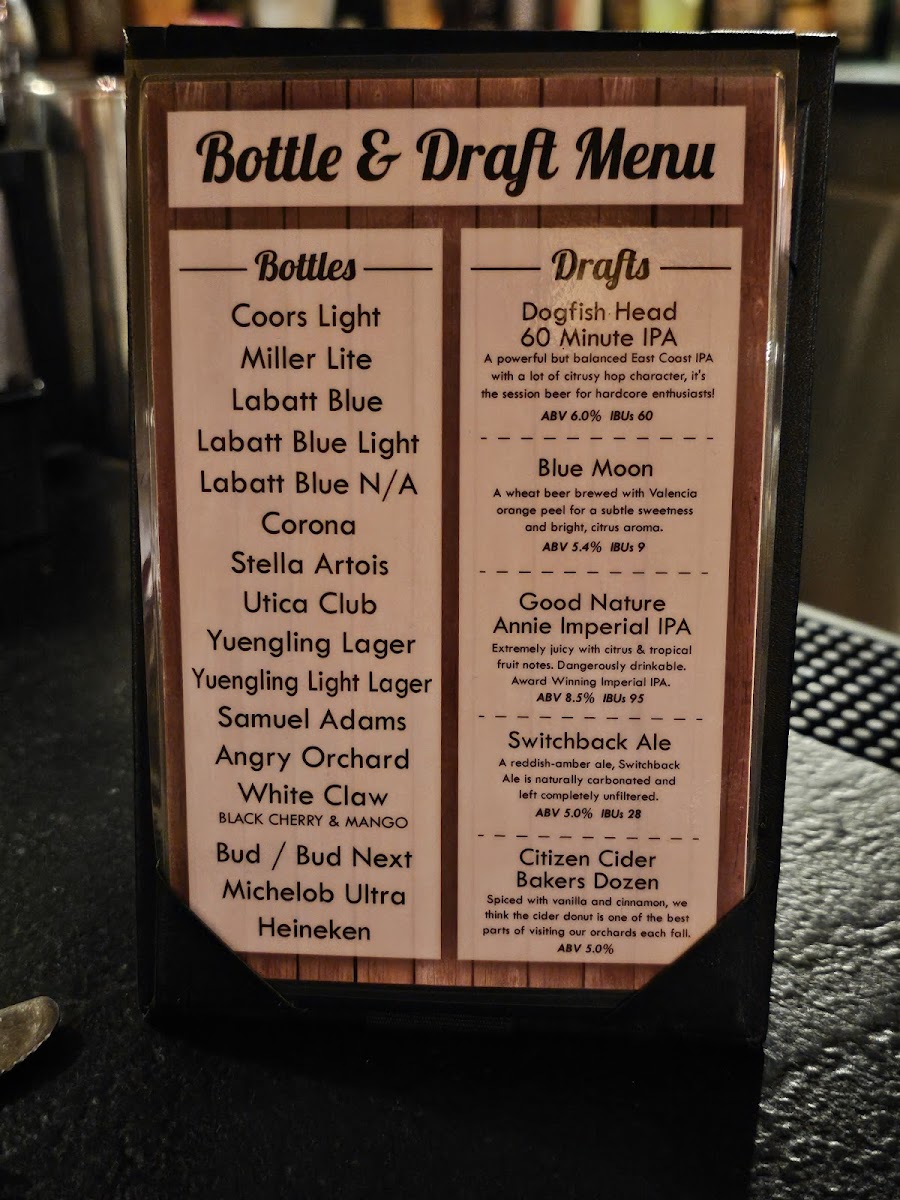 Bottle & Draft Menu
Bottles
Coors Light
Miller Lite
Labatt Blue
Labatt Blue Light
Labatt Blue N/A
Corona
Stella Artois
Utica Club
Yuengling Lager
Yuengling Light Lager
Samuel Adams
Angry Orchard
White Claw
BLACK CHERRY & MANGO
Bud / Bud Next
Michelob Ultra
Heineken
Drafts
Dogfish Head
60 Minute IPA
A powerful but balanced East Coast IPA
with a lot of citrusy hop character, it's
the session beer for hardcore enthusiasts!
ABV 6.0% IBUs 60
Blue Moon
A wheat beer brewed with Valencia
orange peel for a subtle sweetness
and bright, citrus aroma.
ABV 5.4% IBUs 9
Good Nature
Annie Imperial IPA
Extremely juicy with citrus & tropical
fruit notes. Dangerously drinkable.
Award Winning Imperial IPA.
ABV 8.5% IBUs 95
Switchback Ale
A reddish-amber ale, Switchback
Ale is naturally carbonated and
left completely unfiltered.
ABV 5.0% IBUs 28
Citizen Cider
Bakers Dozen
Spiced with vanilla and cinnamon, we
think the cider donut is one of the best
parts of visiting our orchards each fall.
ABV 5.0%